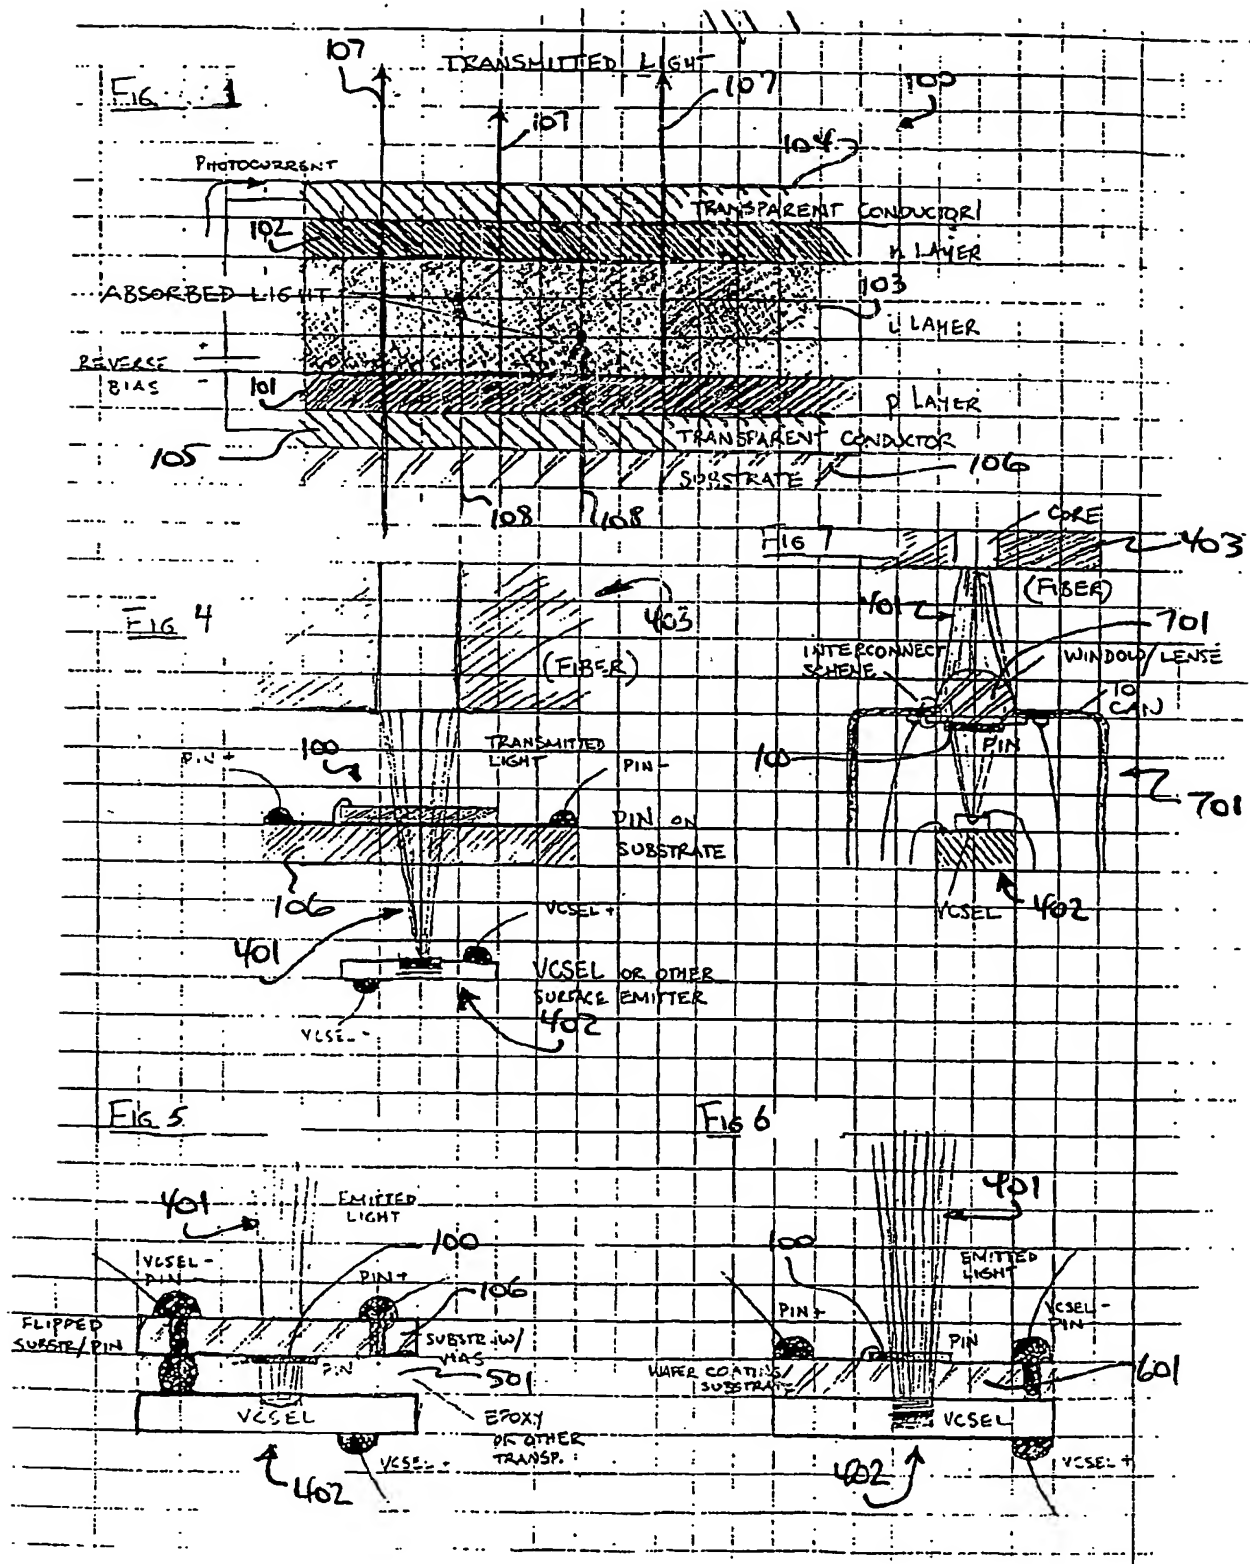 107
TRANSMITTED LIGHT
FIG 1
107
100
107
104
PHOTOCURRENT
TRANSPARENT CONDUCTOR
102
n LAYER
ABSORBED LIGHT
103
i LAYER
+
REVERSE
BIAS
-
101
p LAYER
TRANSPARENT CONDUCTOR
105
106
SUBSTRATE
108
108
FIG 7
CORE
403
(FIBER)
401
701
INTERCONNECT
SCHEME
WINDOW/LENSE
TO
CAN
100
PIN
701
VCSEL
402
FIG 4
403
(FIBER)
100
TRANSMITTED
LIGHT
PIN+
PIN-
PIN ON
SUBSTRATE
106
401
VCSEL+
VCSEL OR OTHER
SURFACE EMITTER
402
VCSEL-
FIG 5
401
EMITTED
LIGHT
100
VCSEL-
PIN-
PIN+
106
FLIPPED
SUBSTR/PIN
SUBSTR W/
VIAS
PIN
501
VCSEL
EPOXY
OR OTHER
TRANSP.
VCSEL+
402
FIG 6
401
100
EMITTED
LIGHT
PIN+
VCSEL-
PIN
PIN
WAFER COATING/
SUBSTRATE
601
VCSEL
402
VCSEL+